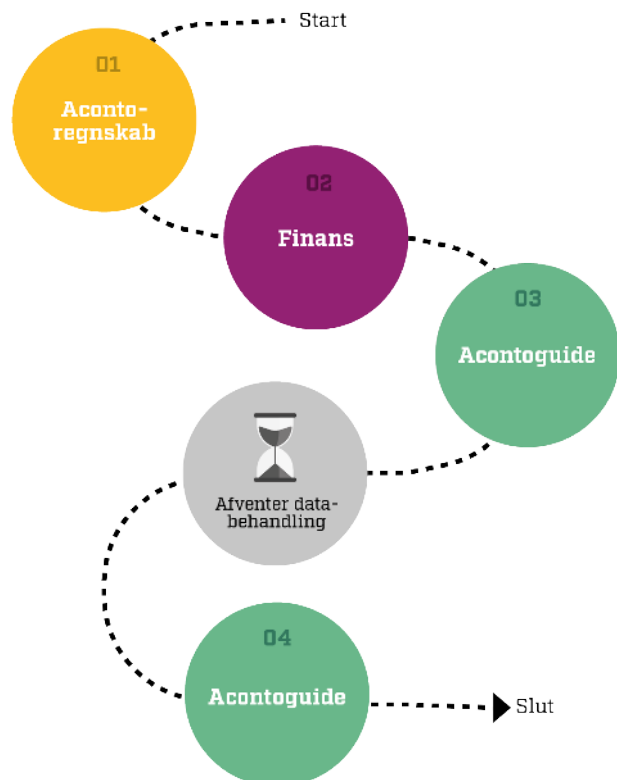 Start
01
Aconto-
regnskab
02
Finans
03
Acontoguide
Afventer data-
behandling
04
Acontoguide
Slut